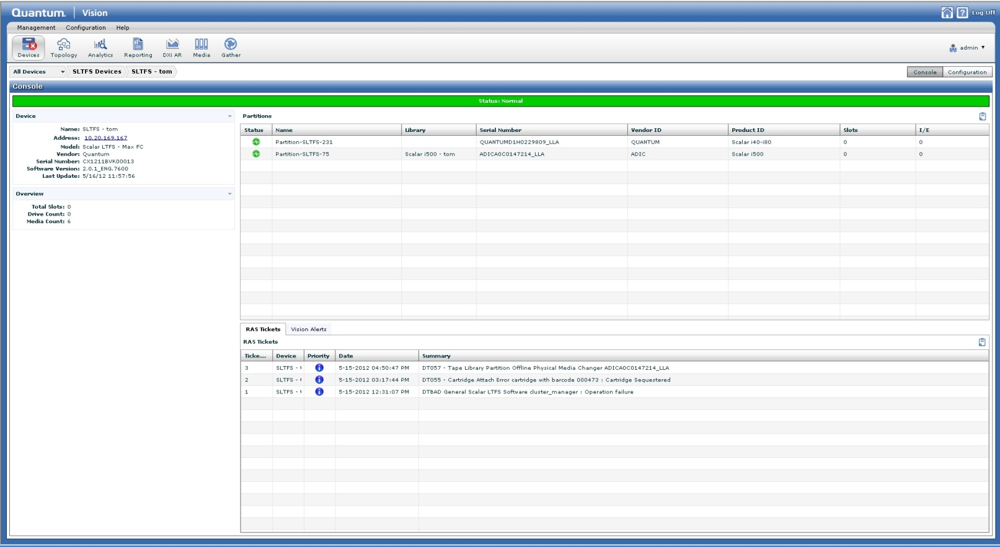 Quantum. Vision Log Off
Management Configuration Help
Devices Topology Analytics Reporting DXi AR Media Gather admin
All Devices SLTFS Devices SLTFS - tom Console Configuration
Console
Status: Normal
Device
Name: SLTFS - tom
Address: 10.20.169.167
Model: Scalar LTFS - Max FC
Vendor: Quantum
Serial Number: CX1211BVK00013
Software Version: 2.0.1_ENG.7600
Last Update: 5/16/12 11:57:56
Overview
Total Slots: 0
Drive Count: 0
Media Count: 6
Partitions
Status Name Library Serial Number Vendor ID Product ID Slots I/E
Partition-SLTFS-231 QUANTUMD1H0229809_LLA QUANTUM Scalar i40-i80 0 0
Partition-SLTFS-75 Scalar i500 - tom ADICA0C0147214_LLA ADIC Scalar i500 0 0
RAS Tickets Vision Alerts
RAS Tickets
Ticke... Device Priority Date Summary
3 SLTFS - 5-15-2012 04:50:47 PM DT057 - Tape Library Partition Offline Physical Media Changer ADICA0C0147214_LLA
2 SLTFS - 5-15-2012 03:17:44 PM DT055 - Cartridge Attach Error cartridge with barcode 000473 : Cartridge Sequestered
1 SLTFS - 5-15-2012 12:31:07 PM DTBAD General Scalar LTFS Software cluster_manager : Operation failure